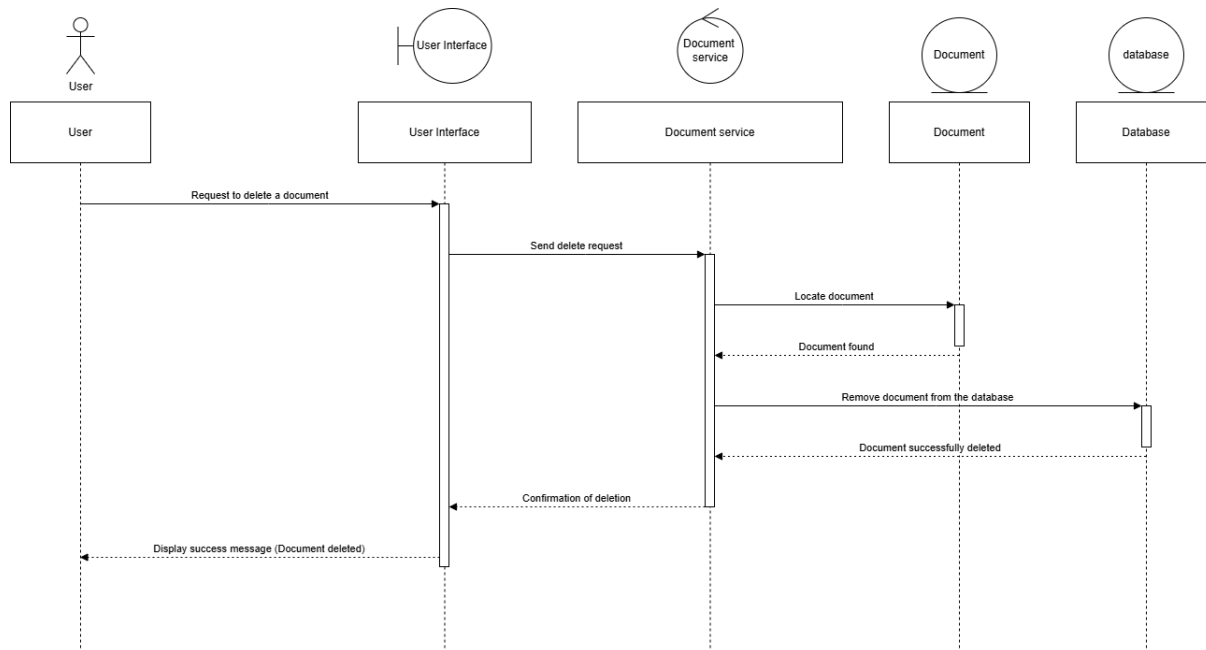 User Interface
Document
service
Document
database
User
User
User Interface
Document service
Document
Database
Request to delete a document
Send delete request
Locate document
Document found
Remove document from the database
Document successfully deleted
Confirmation of deletion
Display success message (Document deleted)